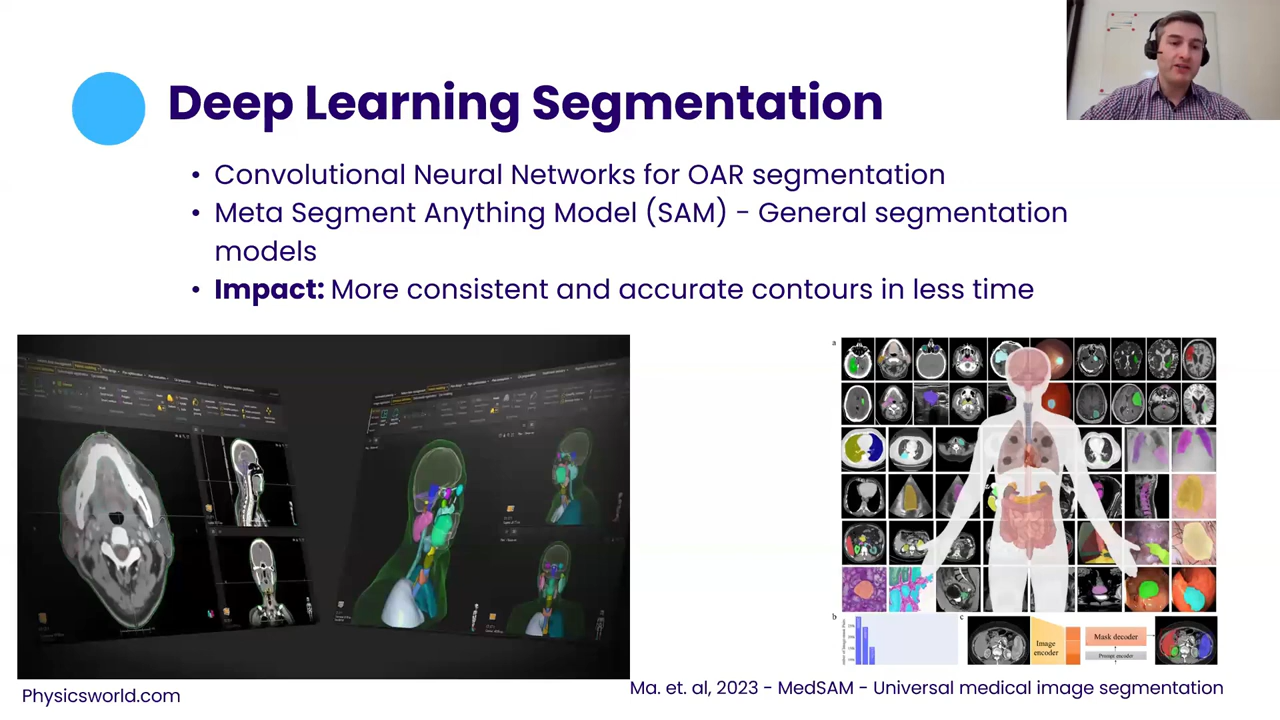 Deep Learning Segmentation
• Convolutional Neural Networks for OAR segmentation
• Meta Segment Anything Model (SAM) - General segmentation
models
• Impact: More consistent and accurate contours in less time
a
b
c
Image
encoder
Mask decoder
Prompt encoder
Physicsworld.com
Ma. et. al, 2023 - MedSAM - Universal medical image segmentation